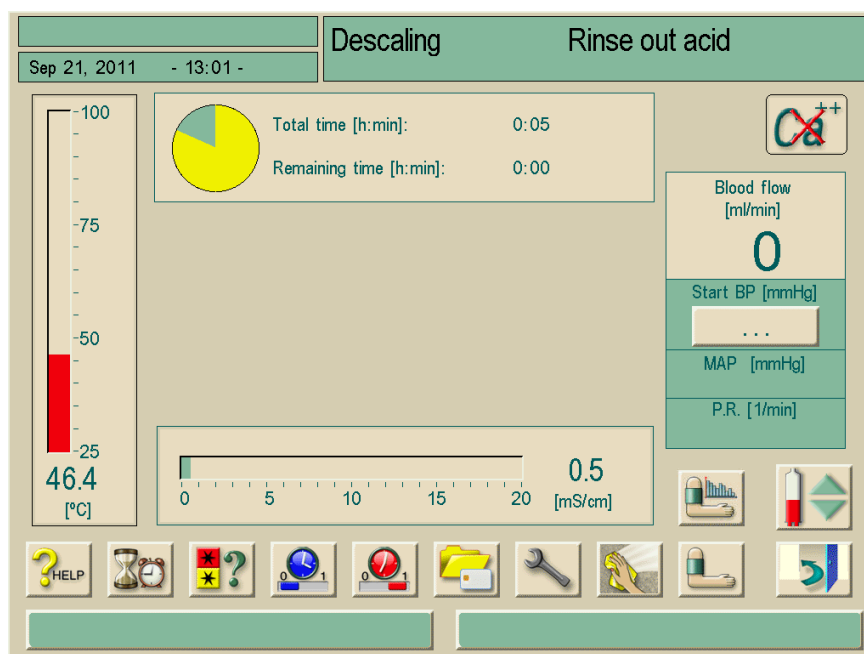 Descaling Rinse out acid
Sep 21, 2011 - 13:01 -
100
75
50
25
46.4
[°C]
Total time [h:min]: 0:05
Remaining time [h:min]: 0:00
Ca++
Blood flow
[ml/min]
0
Start BP [mmHg]
...
MAP [mmHg]
P.R. [1/min]
0 5 10 15 20
0.5
[mS/cm]
? HELP
?
0 1
0 1